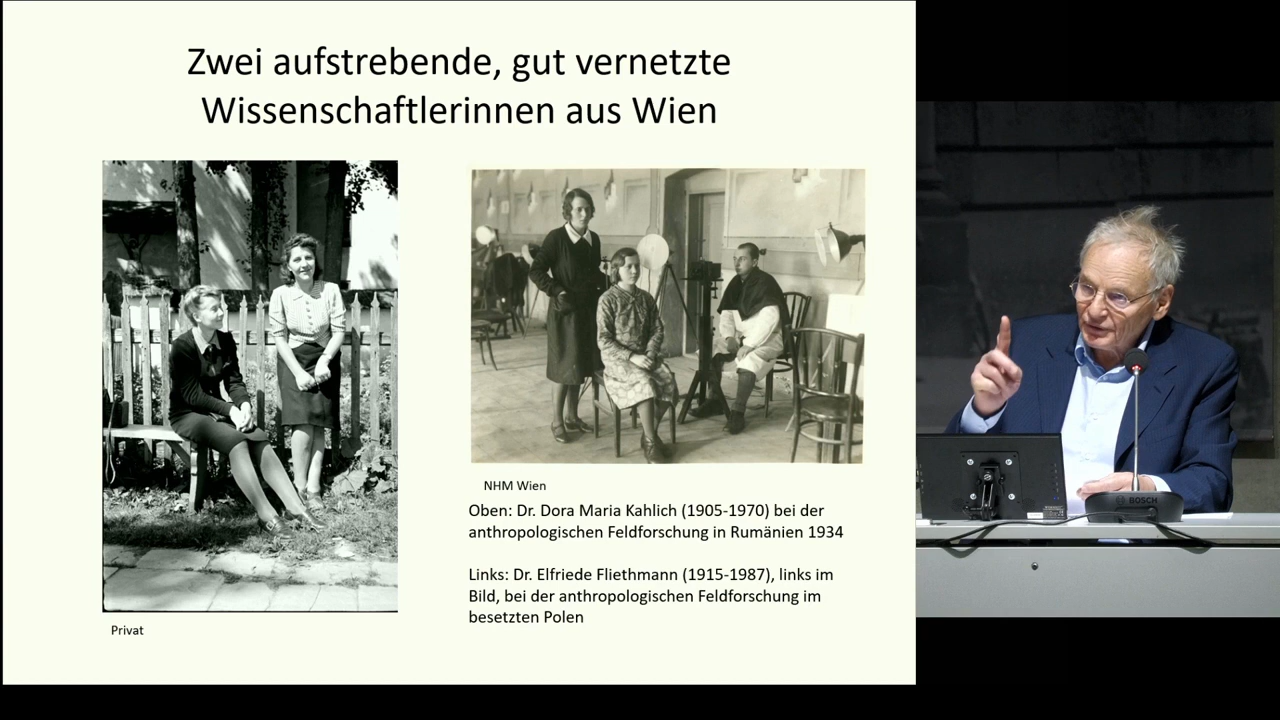 Zwei aufstrebende, gut vernetzte
Wissenschaftlerinnen aus Wien
NHM Wien
Oben: Dr. Dora Maria Kahlich (1905-1970) bei der
anthropologischen Feldforschung in Rumänien 1934
Links: Dr. Elfriede Fliethmann (1915-1987), links im
Bild, bei der anthropologischen Feldforschung im
besetzten Polen
Privat
BOSCH